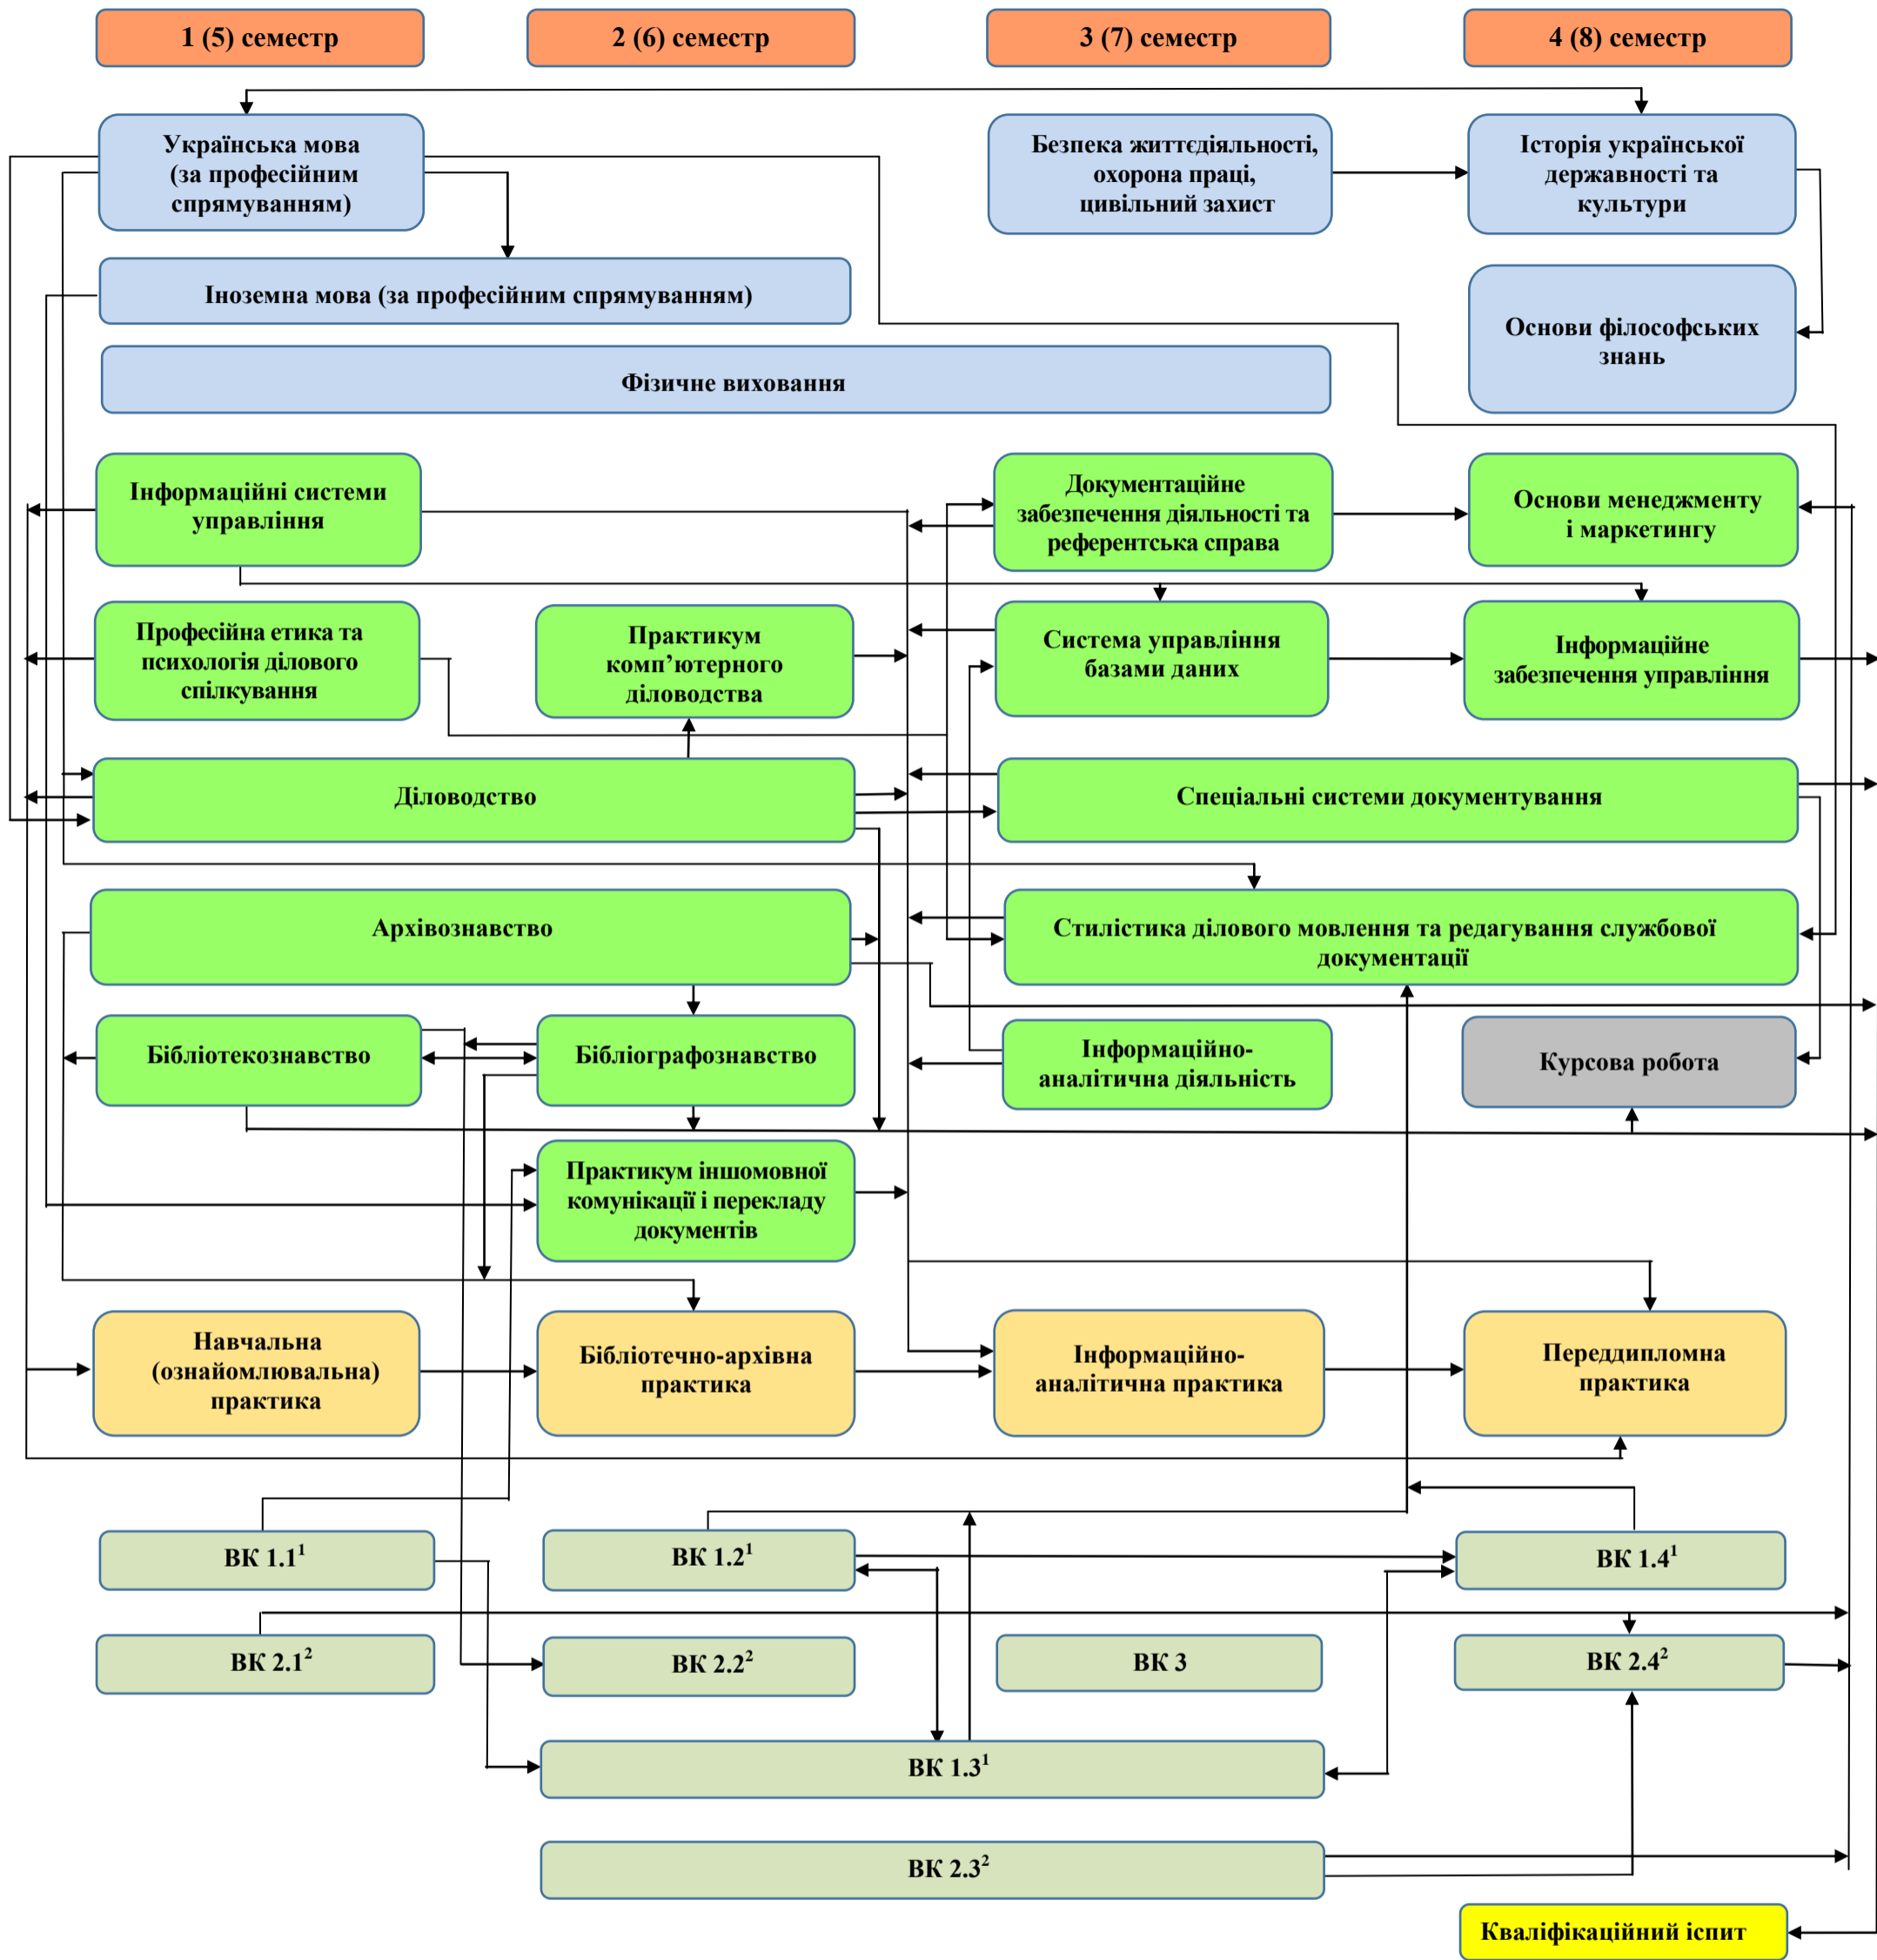 1 (5) семестр
2 (6) семестр
3 (7) семестр
4 (8) семестр
Українська мова
(за професійним
спрямуванням)
Безпека життєдіяльності,
охорона праці,
цивільний захист
Історія української
державності та
культури
Іноземна мова (за професійним спрямуванням)
Основи філософських
знань
Фізичне виховання
Інформаційні системи
управління
Документаційне
забезпечення діяльності та
референтська справа
Основи менеджменту
і маркетингу
Професійна етика та
психологія ділового
спілкування
Практикум
комп’ютерного
діловодства
Система управління
базами даних
Інформаційне
забезпечення управління
Діловодство
Спеціальні системи документування
Архівознавство
Стилістика ділового мовлення та редагування службової
документації
Бібліотекознавство
Бібліографознавство
Інформаційно-
аналітична діяльність
Курсова робота
Практикум іншомовної
комунікації і перекладу
документів
Навчальна
(ознайомлювальна)
практика
Бібліотечно-архівна
практика
Інформаційно-
аналітична практика
Переддипломна
практика
ВК 1.1¹
ВК 1.2¹
ВК 1.4¹
ВК 2.1²
ВК 2.2²
ВК 3
ВК 2.4²
ВК 1.3¹
ВК 2.3²
Кваліфікаційний іспит